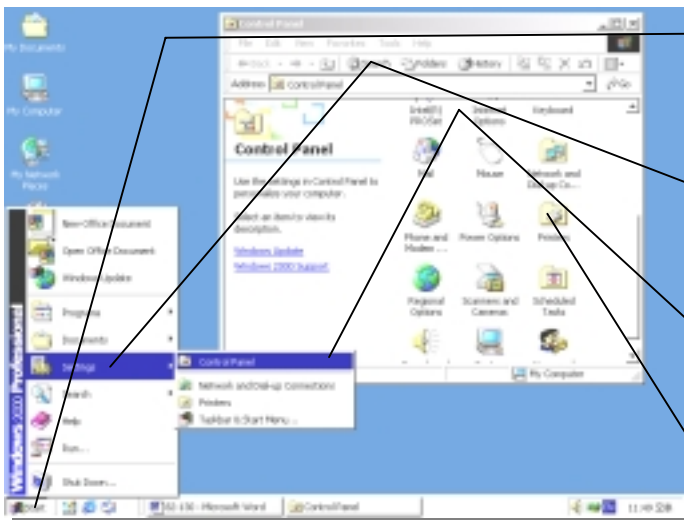 My Documents
My Computer
My Network
Places
Control Panel
File Edit View Favorites Tools Help
Back Search Folders History
Address Control Panel Go
Control Panel
Use the settings in Control Panel to
personalize your computer.
Select an item to view its
description.
Windows Update
Windows 2000 Support
Intel(R)
PROSet
Internet
Options
Keyboard
Mail
Mouse
Network and
Dial-up Co...
Phone and
Modem ...
Power Options
Printers
Regional
Options
Scanners and
Cameras
Scheduled
Tasks
My Computer
New Office Document
Open Office Document
Windows Update
Programs
Documents
Settings
Search
Help
Run...
Shut Down...
Windows 2000 Professional
Control Panel
Network and Dial-up Connections
Printers
Taskbar & Start Menu...
Start
- Microsoft Word
Control Panel